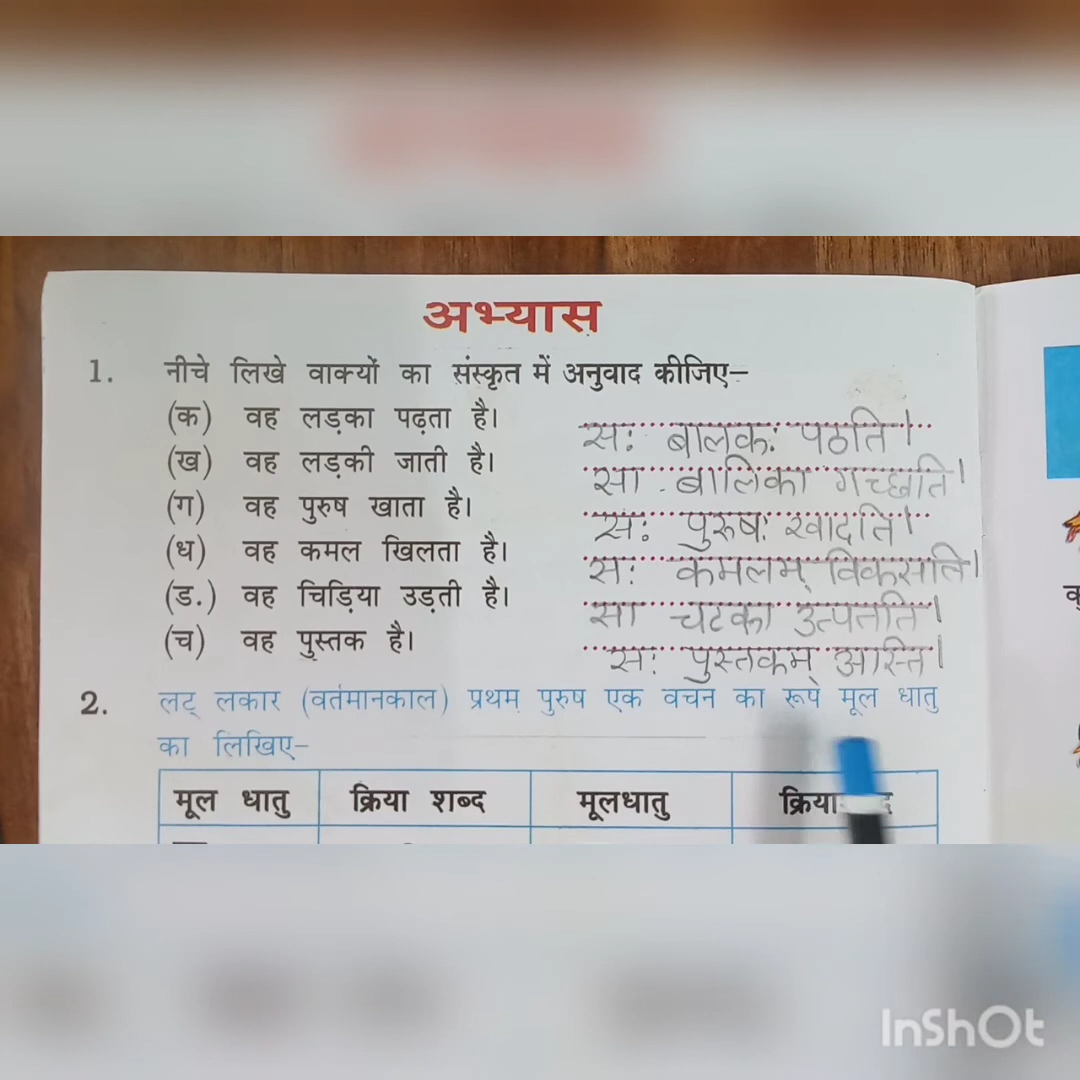 अभ्यास
1. नीचे लिखे वाक्यों का संस्कृत में अनुवाद कीजिए–
(क) वह लड़का पढ़ता है। सः बालकः पठति।
(ख) वह लड़की जाती है। सा बालिका गच्छति।
(ग) वह पुरुष खाता है। सः पुरुषः खादति।
(ध) वह कमल खिलता है। सः कमलम् विकसति।
(ड.) वह चिड़िया उड़ती है। सा चटका उत्पतति।
(च) वह पुस्तक है। सः पुस्तकम् अस्ति।
2. लट् लकार (वर्तमानकाल) प्रथम पुरुष एक वचन का रूप मूल धातु
का लिखिए–
मूल धातु क्रिया शब्द मूलधातु क्रिया
InShOt